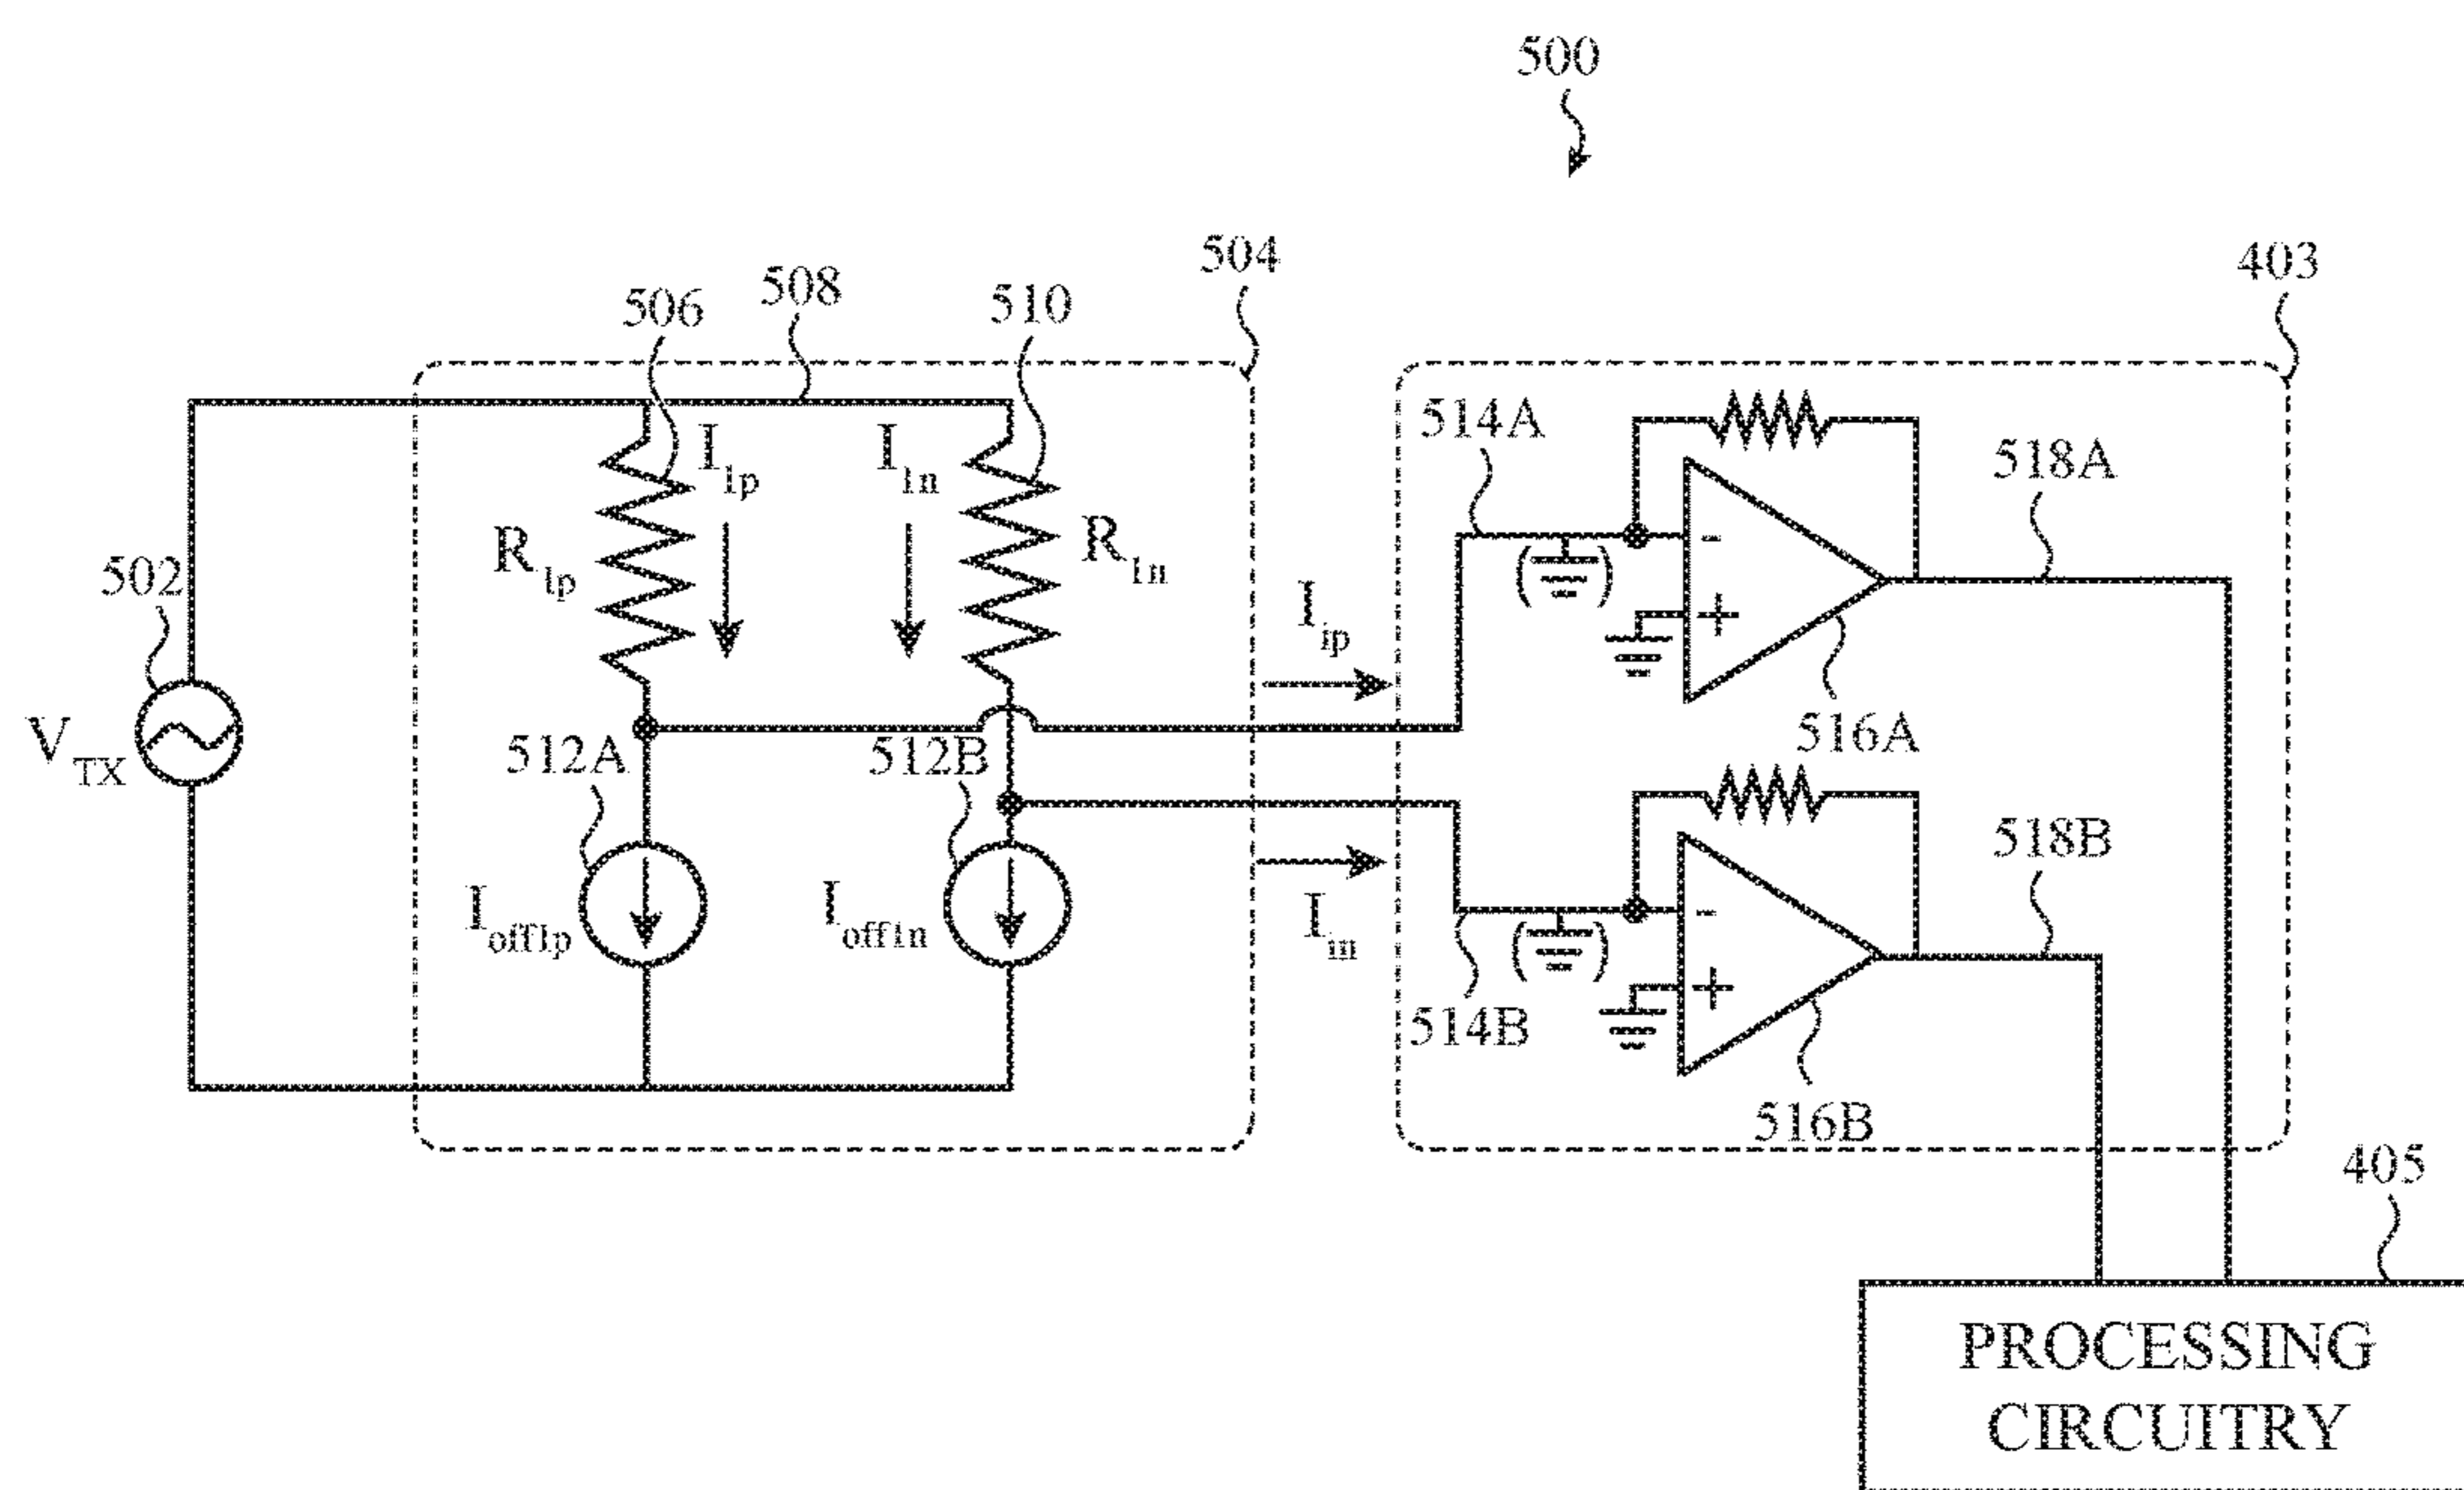 500
504
403
508
510
506
514A
518A
I1p
I1n
R1p
R1n
502
Iip
-
+
VTX
512A
512B
516A
518B
Ioff1p
Ioff1n
Iin
-
+
514B
516B
405
PROCESSING
CIRCUITRY